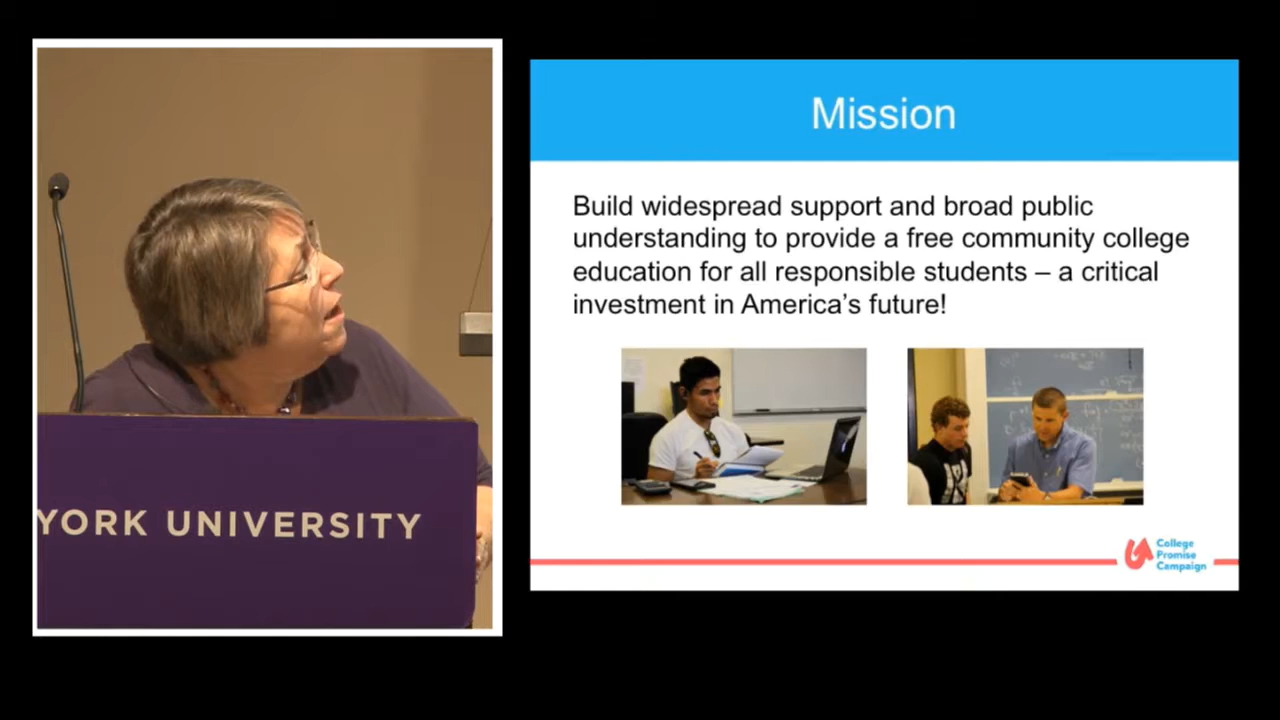 YORK UNIVERSITY
Mission
Build widespread support and broad public
understanding to provide a free community college
education for all responsible students – a critical
investment in America's future!
College
Promise
Campaign